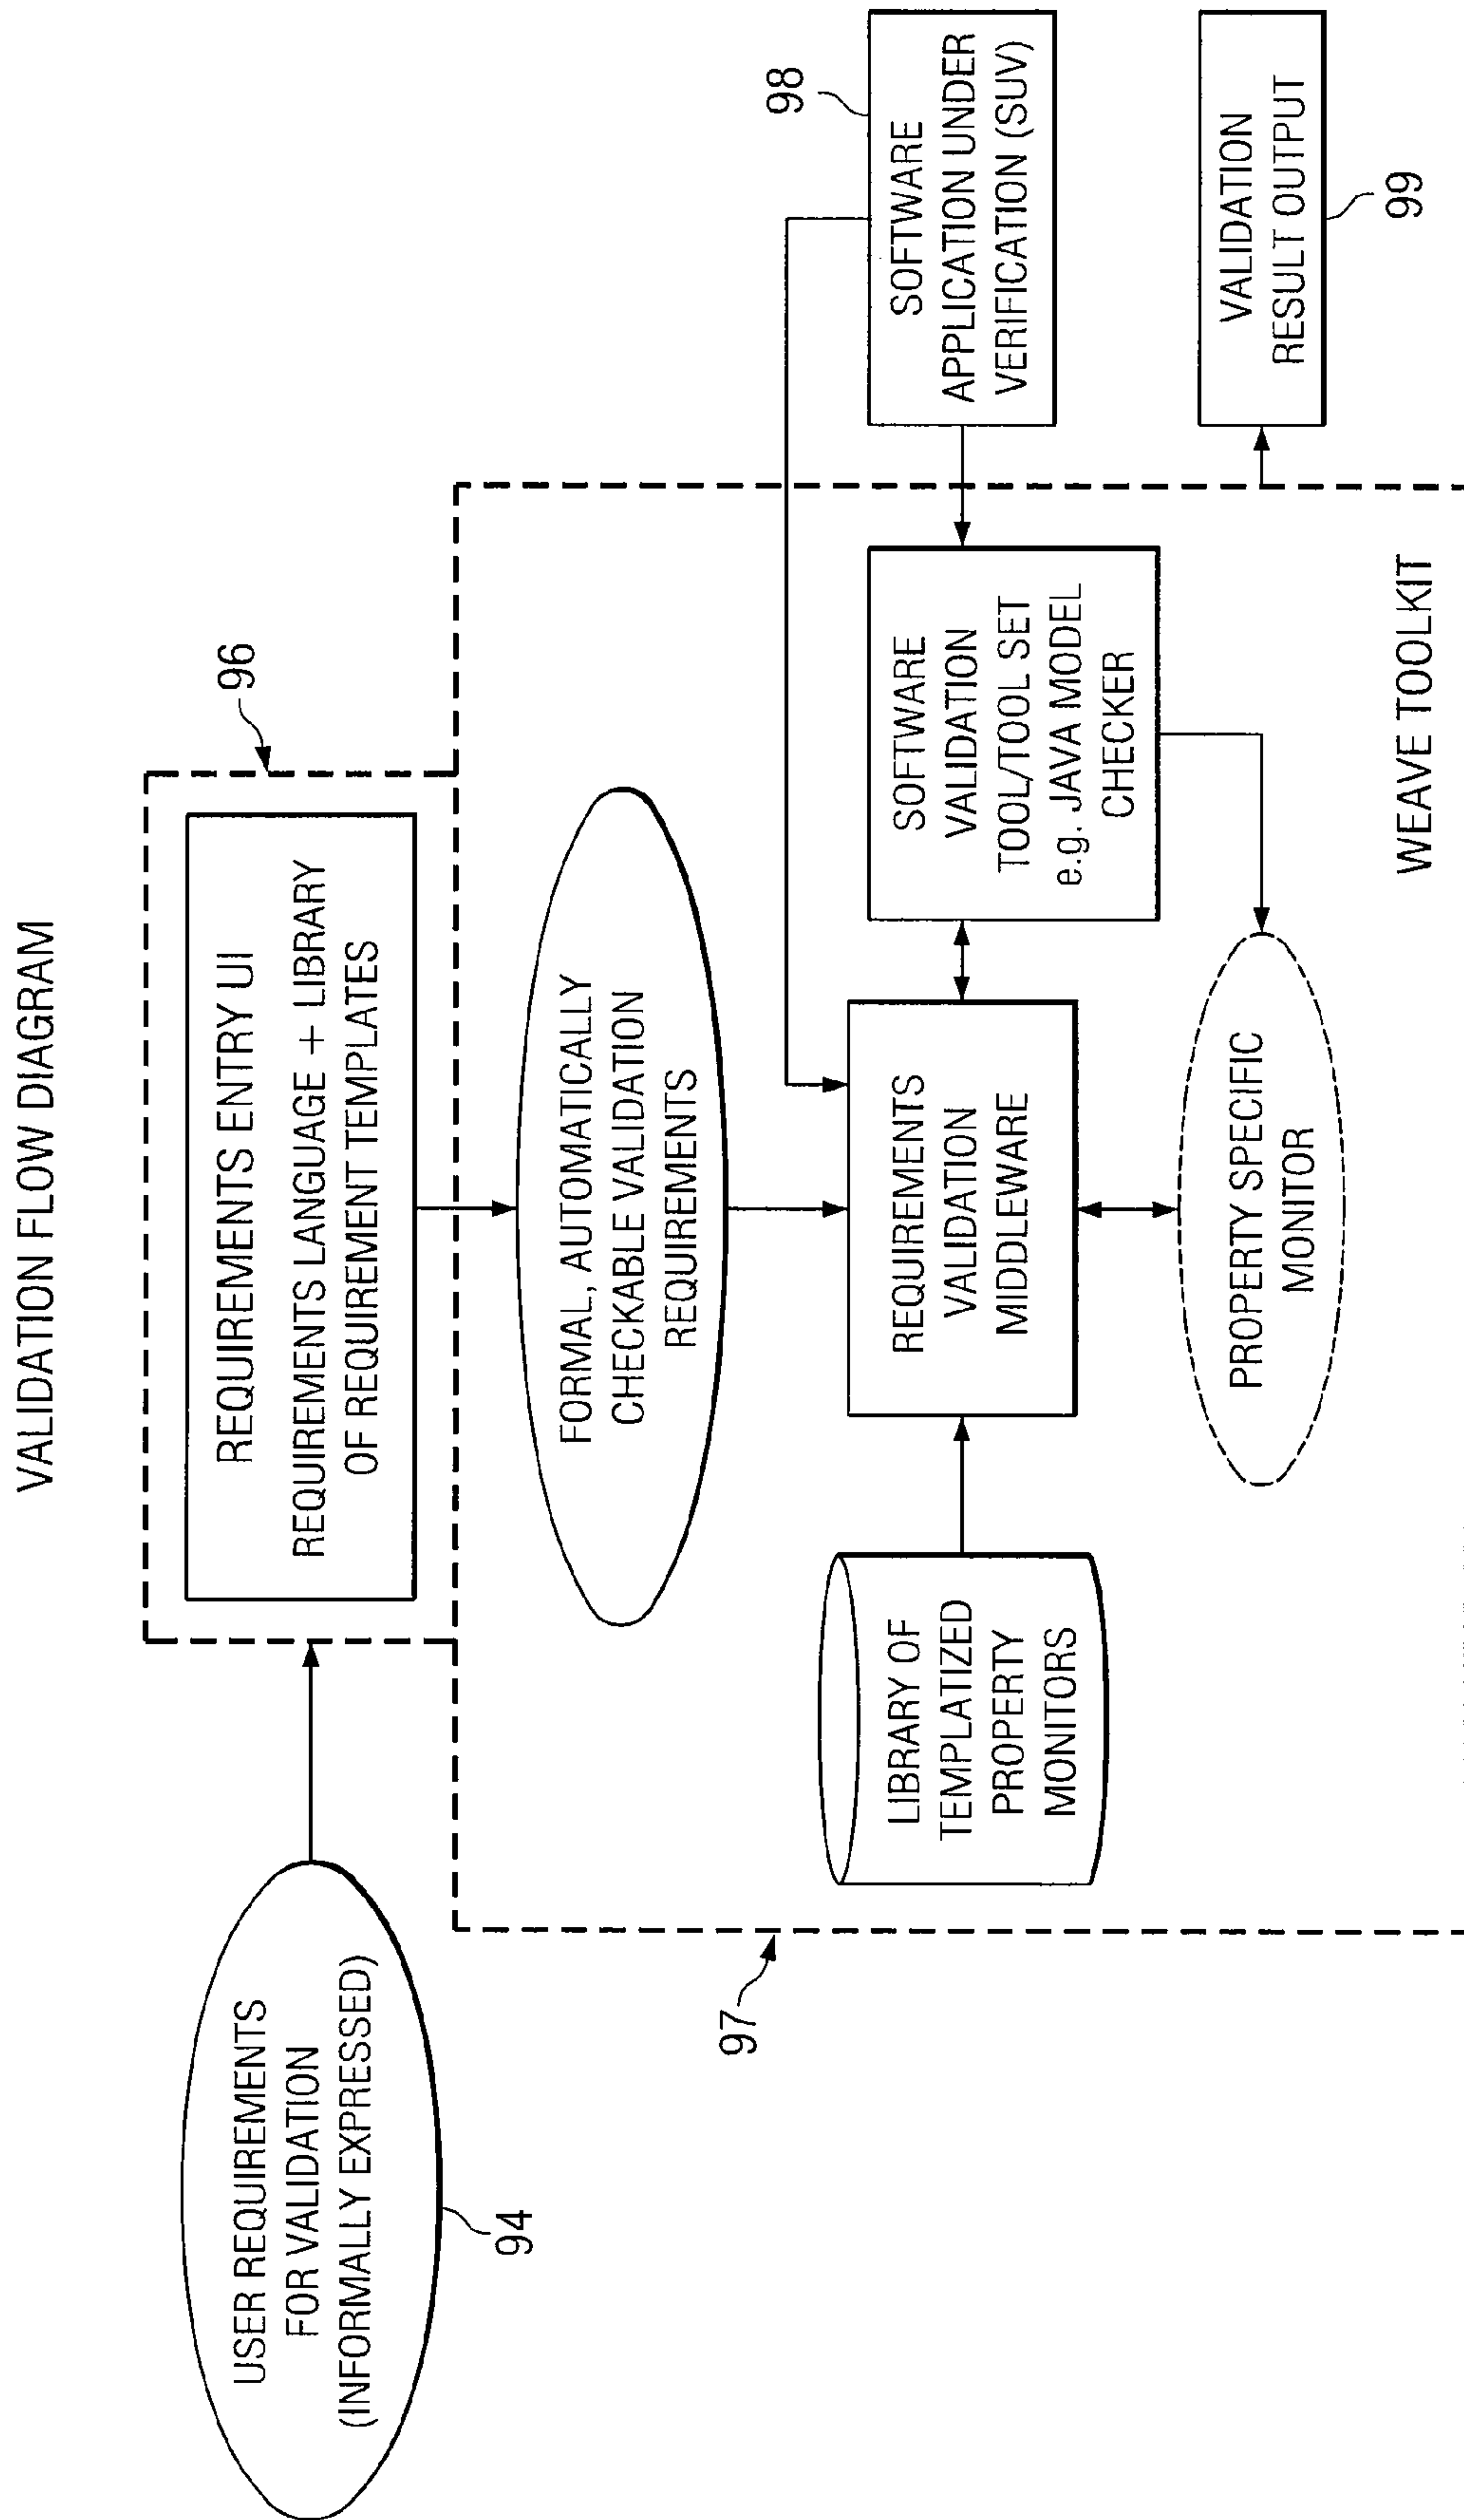 VALIDATION FLOW DIAGRAM
USER REQUIREMENTS
FOR VALIDATION
(INFORMALLY EXPRESSED)
94
REQUIREMENTS ENTRY UI
REQUIREMENTS LANGUAGE + LIBRARY
OF REQUIREMENT TEMPLATES
96
FORMAL, AUTOMATICALLY
CHECKABLE VALIDATION
REQUIREMENTS
97
LIBRARY OF
TEMPLATIZED
PROPERTY
MONITORS
REQUIREMENTS
VALIDATION
MIDDLEWARE
SOFTWARE
VALIDATION
TOOL/TOOL SET
e.g. JAVA MODEL
CHECKER
SOFTWARE
APPLICATION UNDER
VERIFICATION (SUV)
98
PROPERTY SPECIFIC
MONITOR
VALIDATION
RESULT OUTPUT
99
WEAVE TOOLKIT